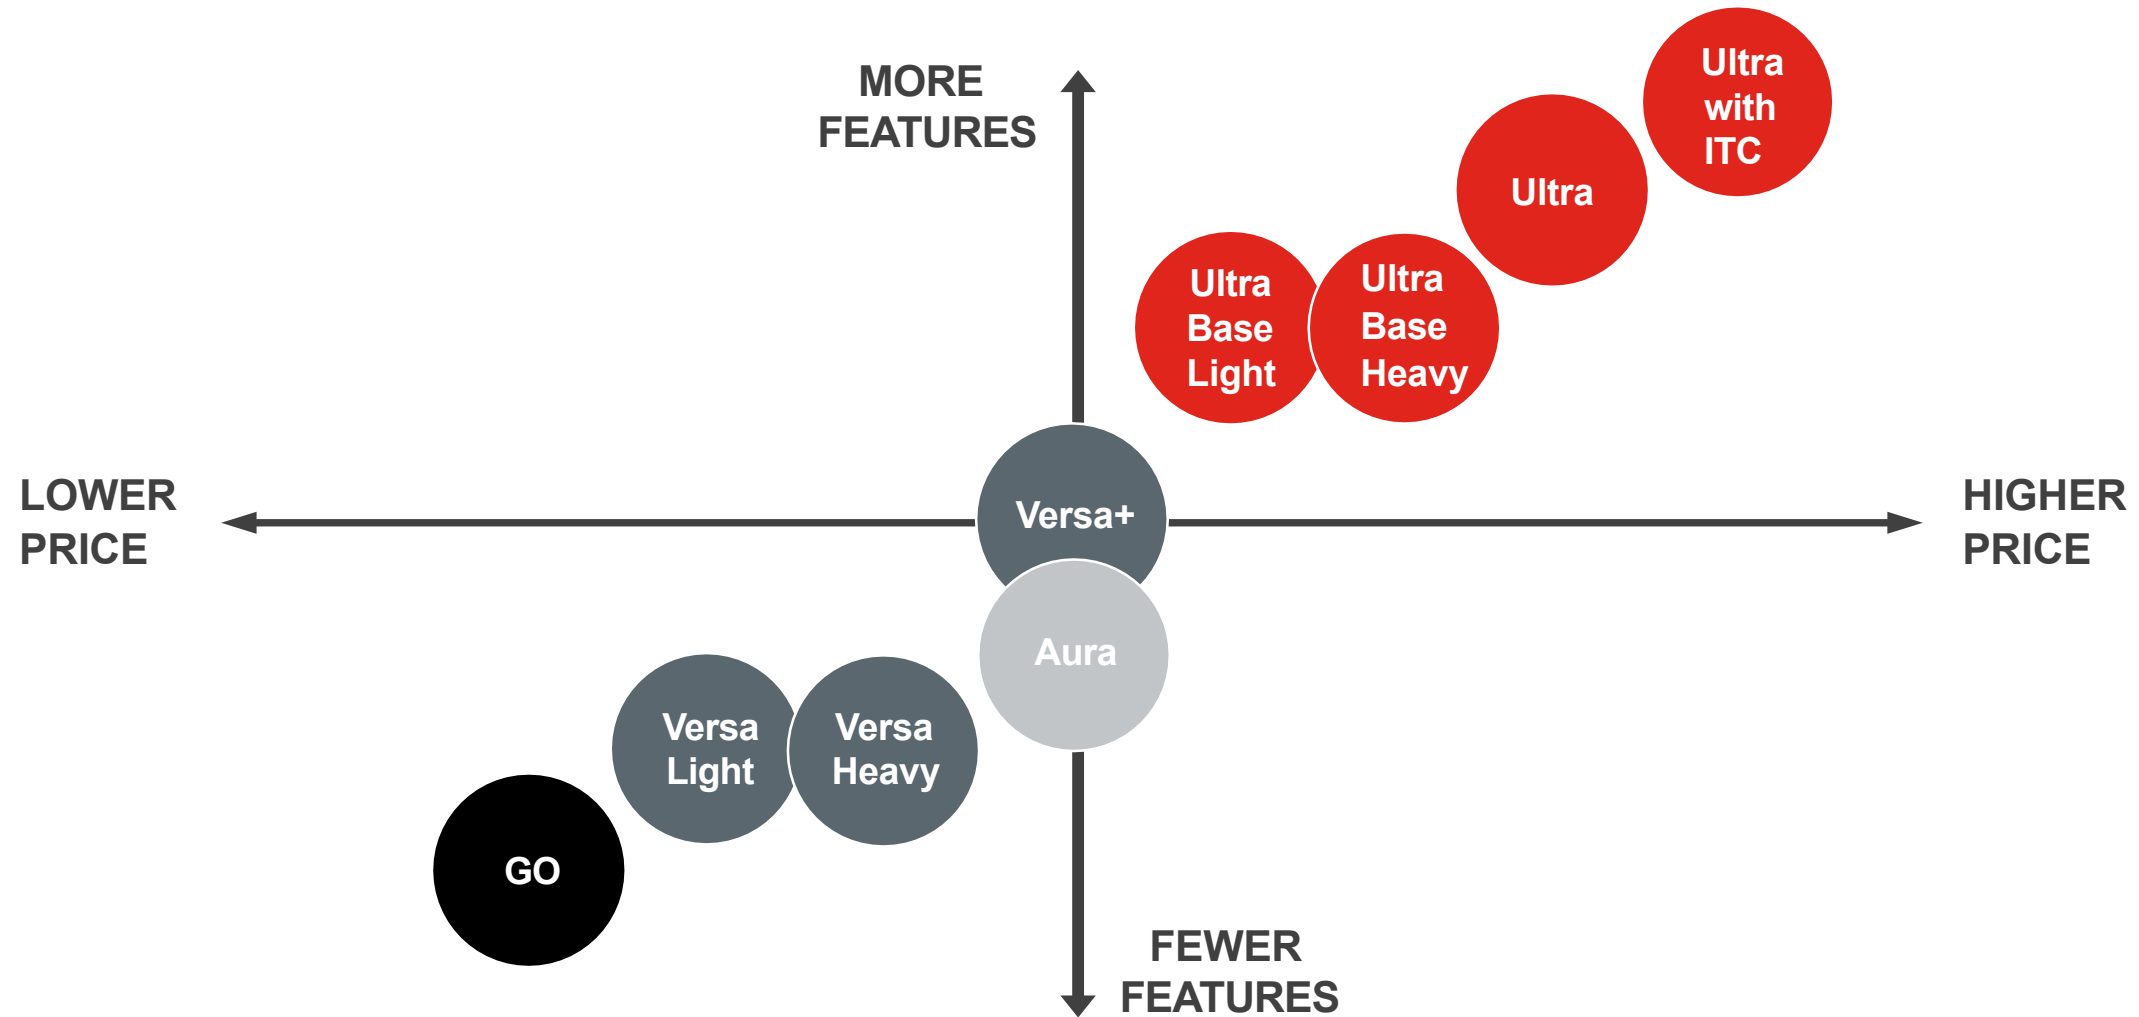 MORE
FEATURES
Ultra
with
ITC
Ultra
Ultra
Base
Light
Ultra
Base
Heavy
LOWER
PRICE
Versa+
HIGHER
PRICE
Aura
Versa
Light
Versa
Heavy
GO
FEWER
FEATURES